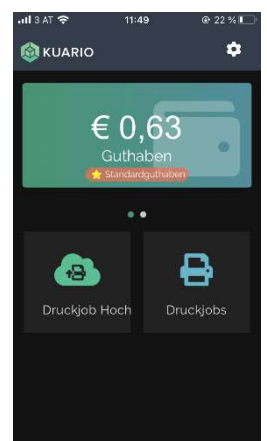 3 AT 11:49 22 %
KUARIO
€ 0,63
Guthaben
Standardguthaben
Druckjob Hoch
Druckjobs